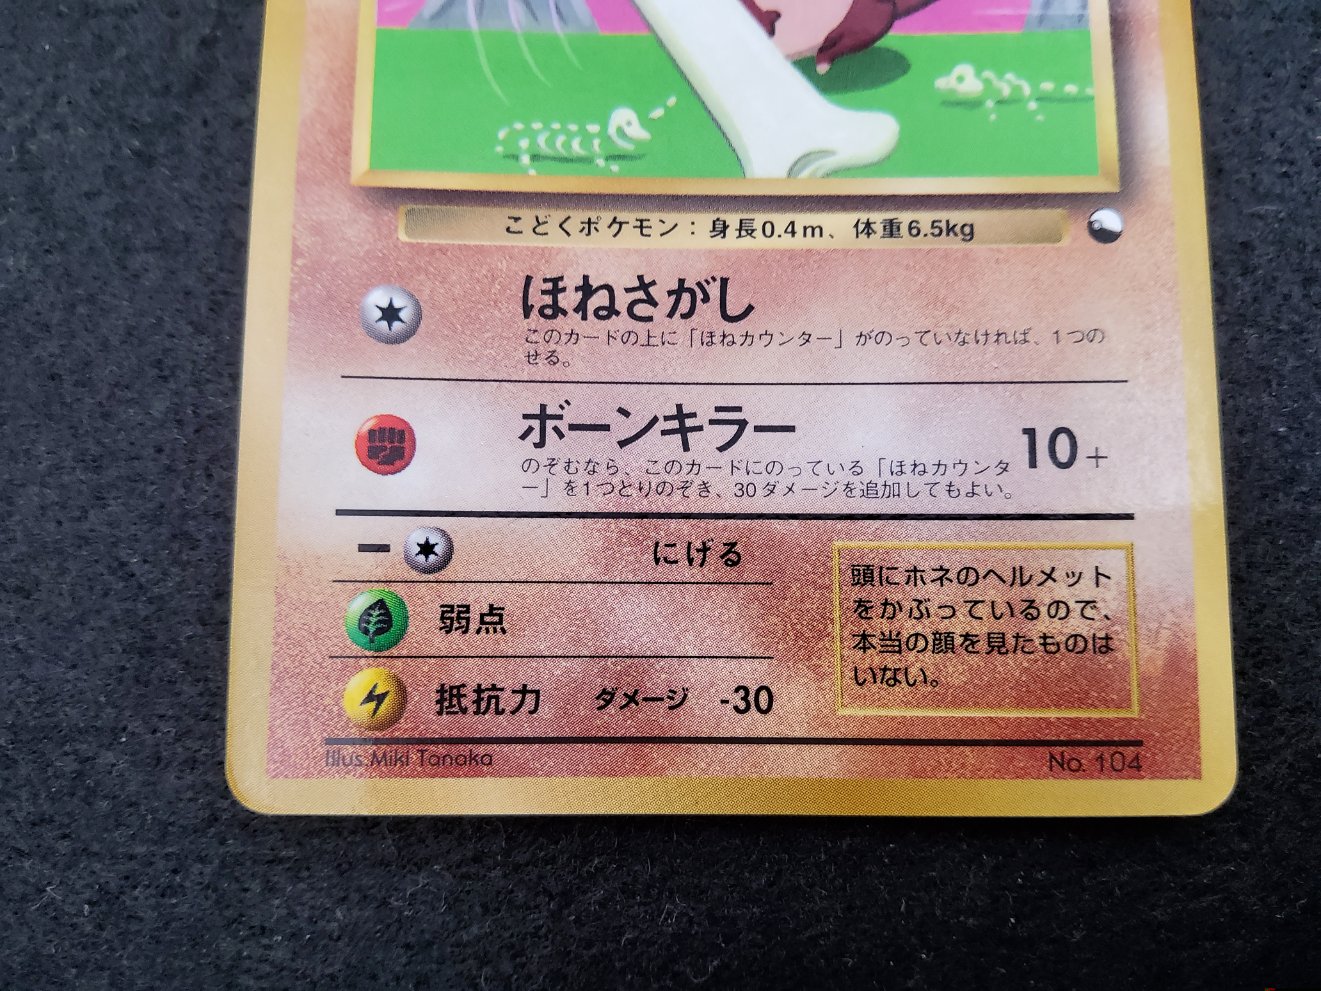 こどくポケモン：身長0.4m、体重6.5kg
ほねさがし
このカードの上に「ほねカウンター」がのっていなければ、1つの
せる。
ボーンキラー 10+
のぞむなら、このカードにのっている「ほねカウンタ
ー」を1つとりのぞき、30ダメージを追加してもよい。
にげる
弱点
抵抗力 ダメージ -30
頭にホネのヘルメット
をかぶっているので、
本当の顔を見たものは
いない。
Illus.Miki Tanaka
No. 104